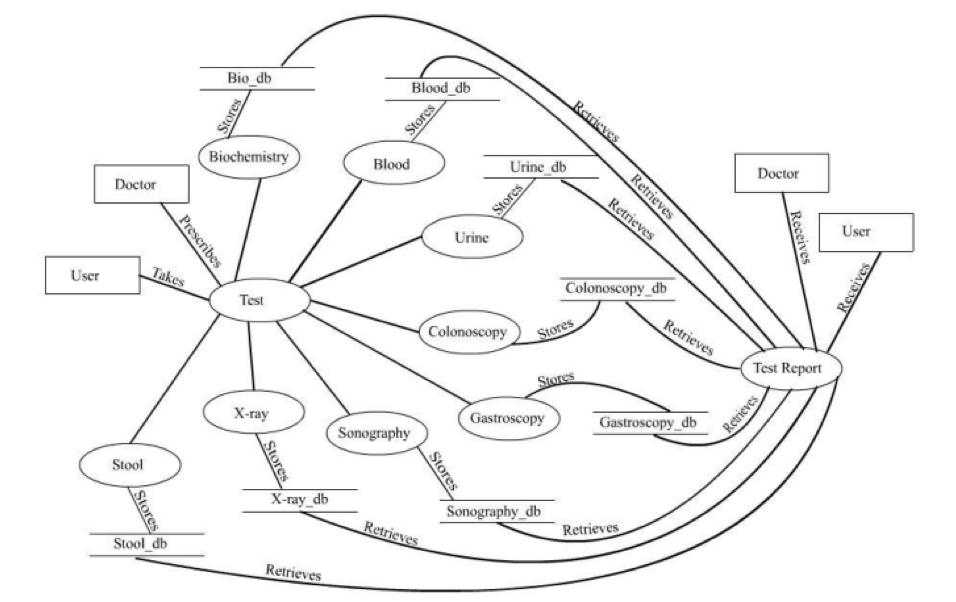 Bio_db
Blood_db
Retrieves
Stores
Stores
Biochemistry
Blood
Urine_db
Doctor
Doctor
Retrieves
Stores
Retrieves
Prescribes
Urine
User
Receives
User
Takes
Test
Colonoscopy_db
Receives
Colonoscopy
Stores
Retrieves
Test Report
Stores
X-ray
Gastroscopy
Gastroscopy_db
Retrieves
Sonography
Stool
Stores
Stores
X-ray_db
Sonography_db
Stores
Retrieves
Retrieves
Stool_db
Retrieves